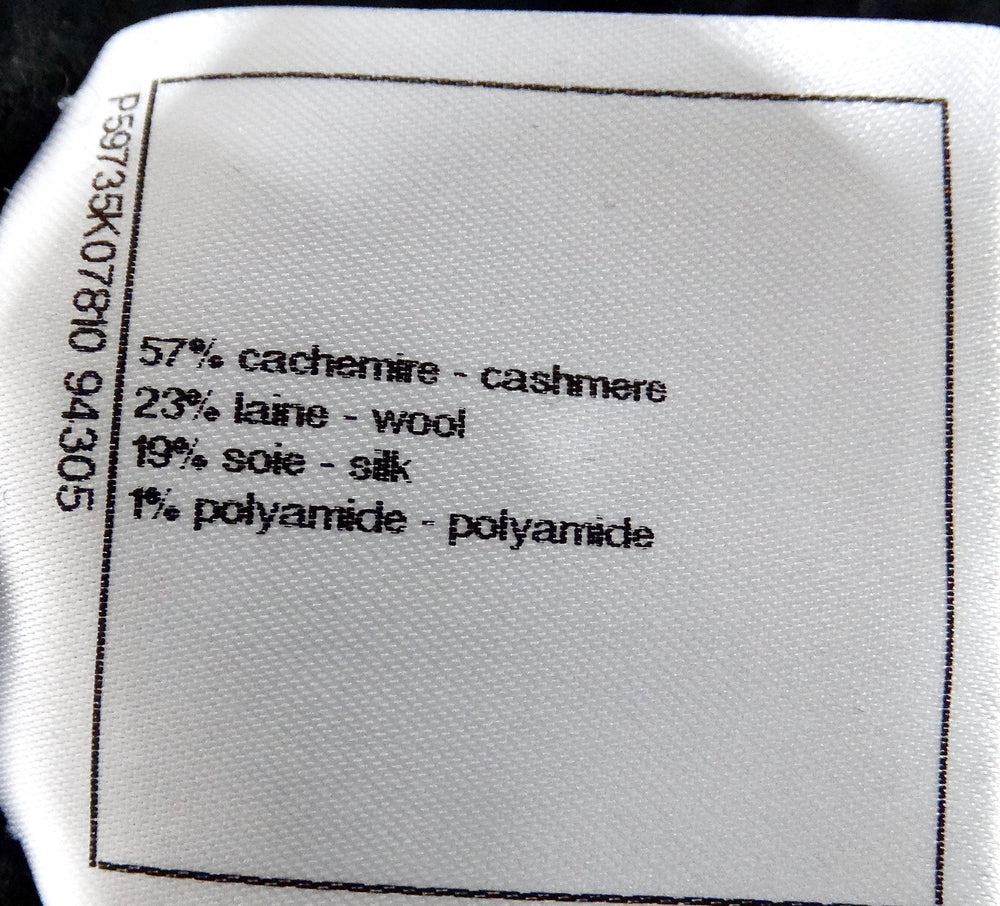 P59735K07810 94305
57% cachemire - cashmere
23% laine - wool
19% soie - silk
1% polyamide - polyamide